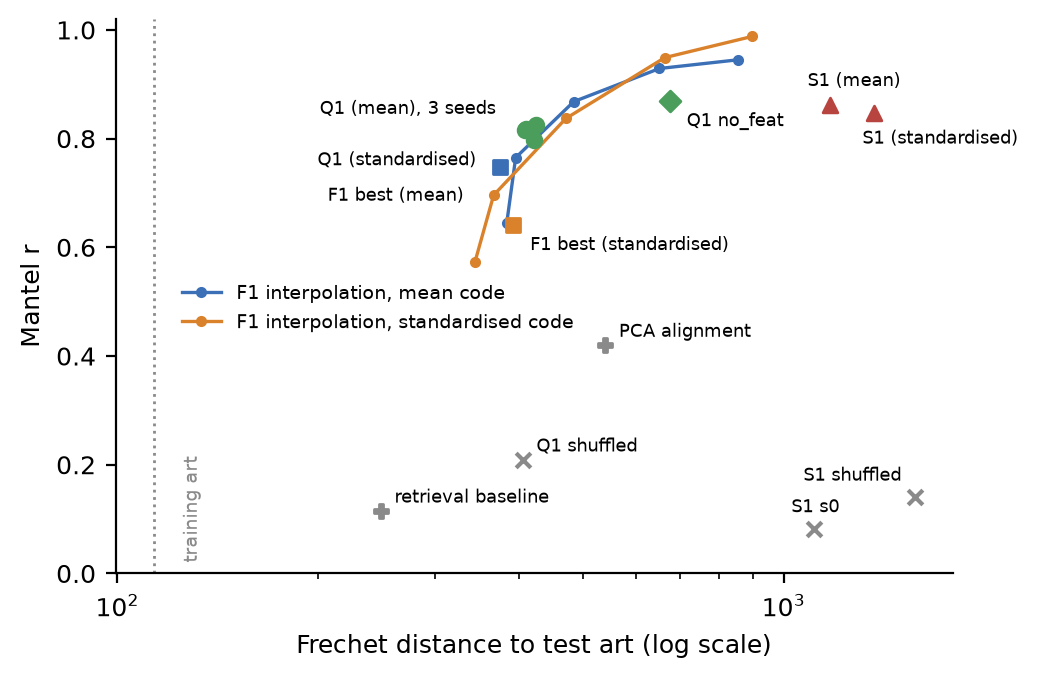 1.0
S1 (mean)
Q1 (mean), 3 seeds
Q1 no_feat
0.8
S1 (standardised)
Q1 (standardised)
F1 best (mean)
0.6
F1 best (standardised)
Mantel r
F1 interpolation, mean code
F1 interpolation, standardised code
PCA alignment
0.4
Q1 shuffled
0.2
S1 shuffled
retrieval baseline
S1 s0
training art
0.0
10²
10³
Frechet distance to test art (log scale)